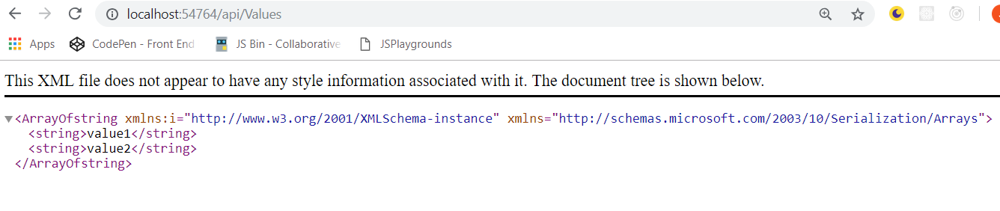 localhost:54764/api/Values
Apps CodePen - Front End JS Bin - Collaborative JSPlaygrounds
This XML file does not appear to have any style information associated with it. The document tree is shown below.
<ArrayOfstring xmlns:i="http://www.w3.org/2001/XMLSchema-instance" xmlns="http://schemas.microsoft.com/2003/10/Serialization/Arrays">
<string>value1</string>
<string>value2</string>
</ArrayOfstring>